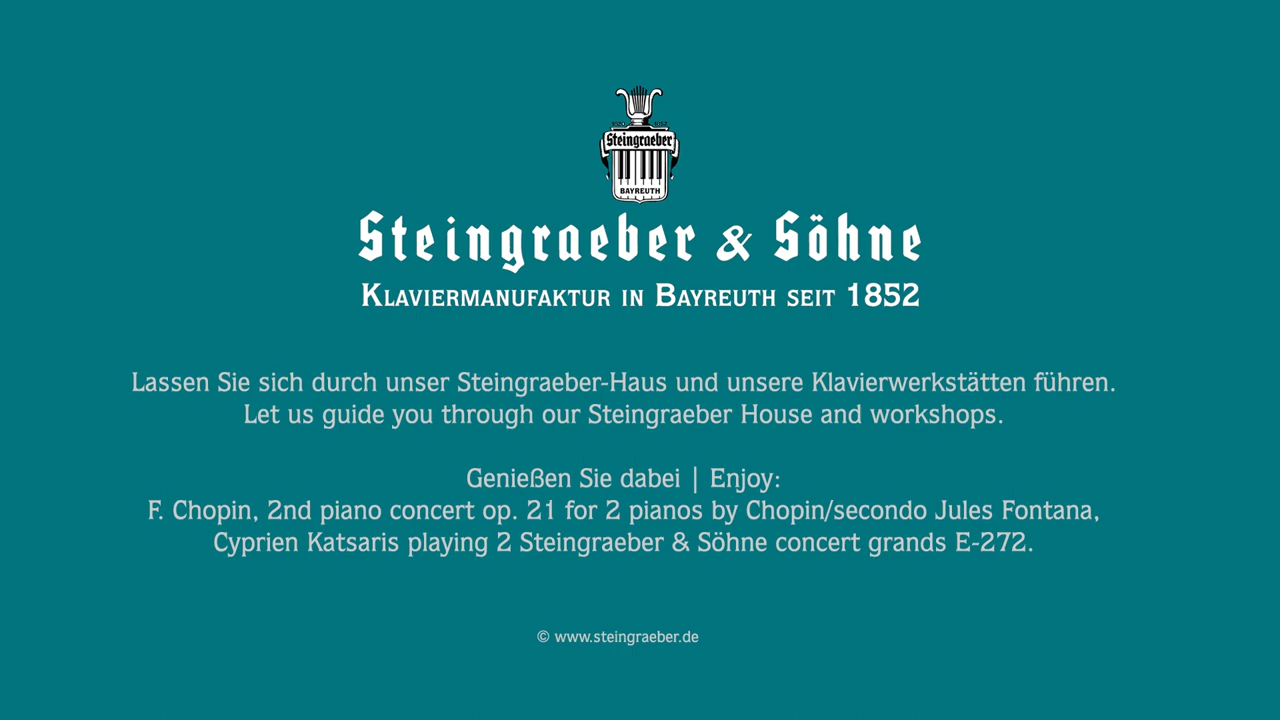 1820 1852
Steingraeber
BAYREUTH
Steingraeber & Söhne
KLAVIERMANUFAKTUR IN BAYREUTH SEIT 1852
Lassen Sie sich durch unser Steingraeber-Haus und unsere Klavierwerkstätten führen.
Let us guide you through our Steingraeber House and workshops.
Genießen Sie dabei | Enjoy:
F. Chopin, 2nd piano concert op. 21 for 2 pianos by Chopin/secondo Jules Fontana,
Cyprien Katsaris playing 2 Steingraeber & Söhne concert grands E-272.
© www.steingraeber.de